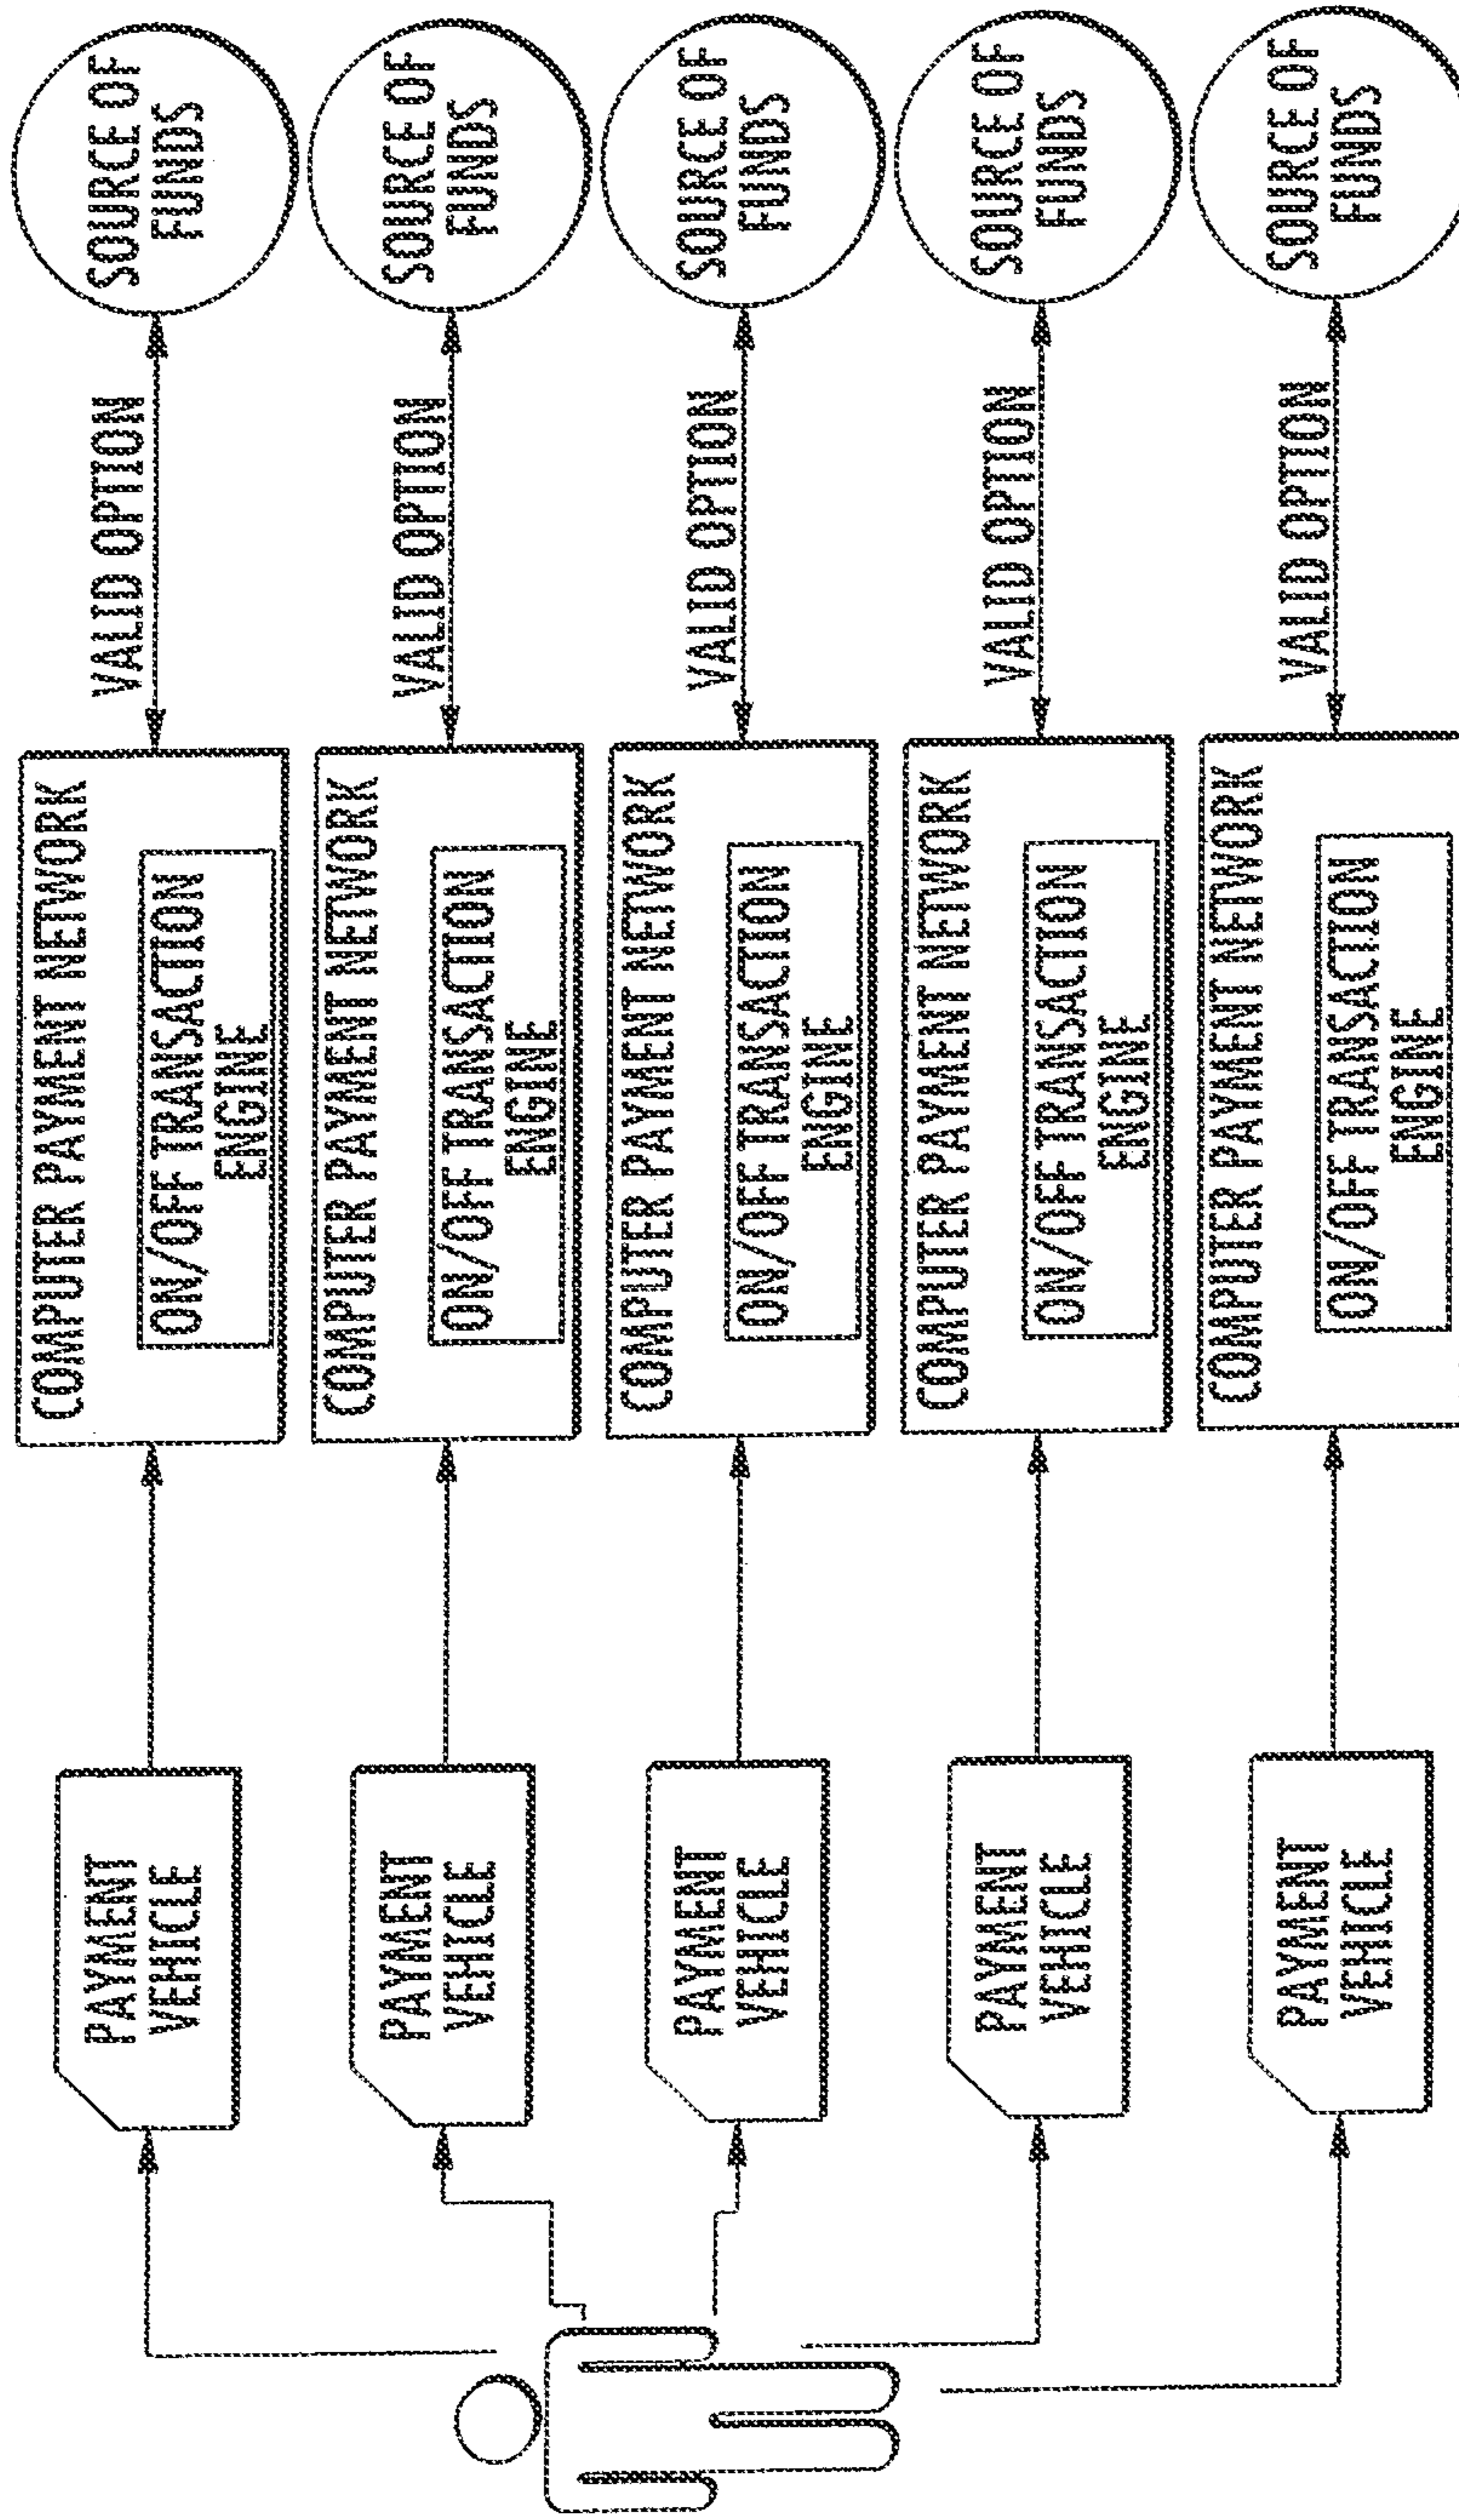 PAYMENT
VEHICLE
COMPUTER PAYMENT NETWORK
ON/OFF TRANSACTION
ENGINE
VALID OPTION
SOURCE OF
FUNDS
PAYMENT
VEHICLE
COMPUTER PAYMENT NETWORK
ON/OFF TRANSACTION
ENGINE
VALID OPTION
SOURCE OF
FUNDS
PAYMENT
VEHICLE
COMPUTER PAYMENT NETWORK
ON/OFF TRANSACTION
ENGINE
VALID OPTION
SOURCE OF
FUNDS
PAYMENT
VEHICLE
COMPUTER PAYMENT NETWORK
ON/OFF TRANSACTION
ENGINE
VALID OPTION
SOURCE OF
FUNDS
PAYMENT
VEHICLE
COMPUTER PAYMENT NETWORK
ON/OFF TRANSACTION
ENGINE
VALID OPTION
SOURCE OF
FUNDS